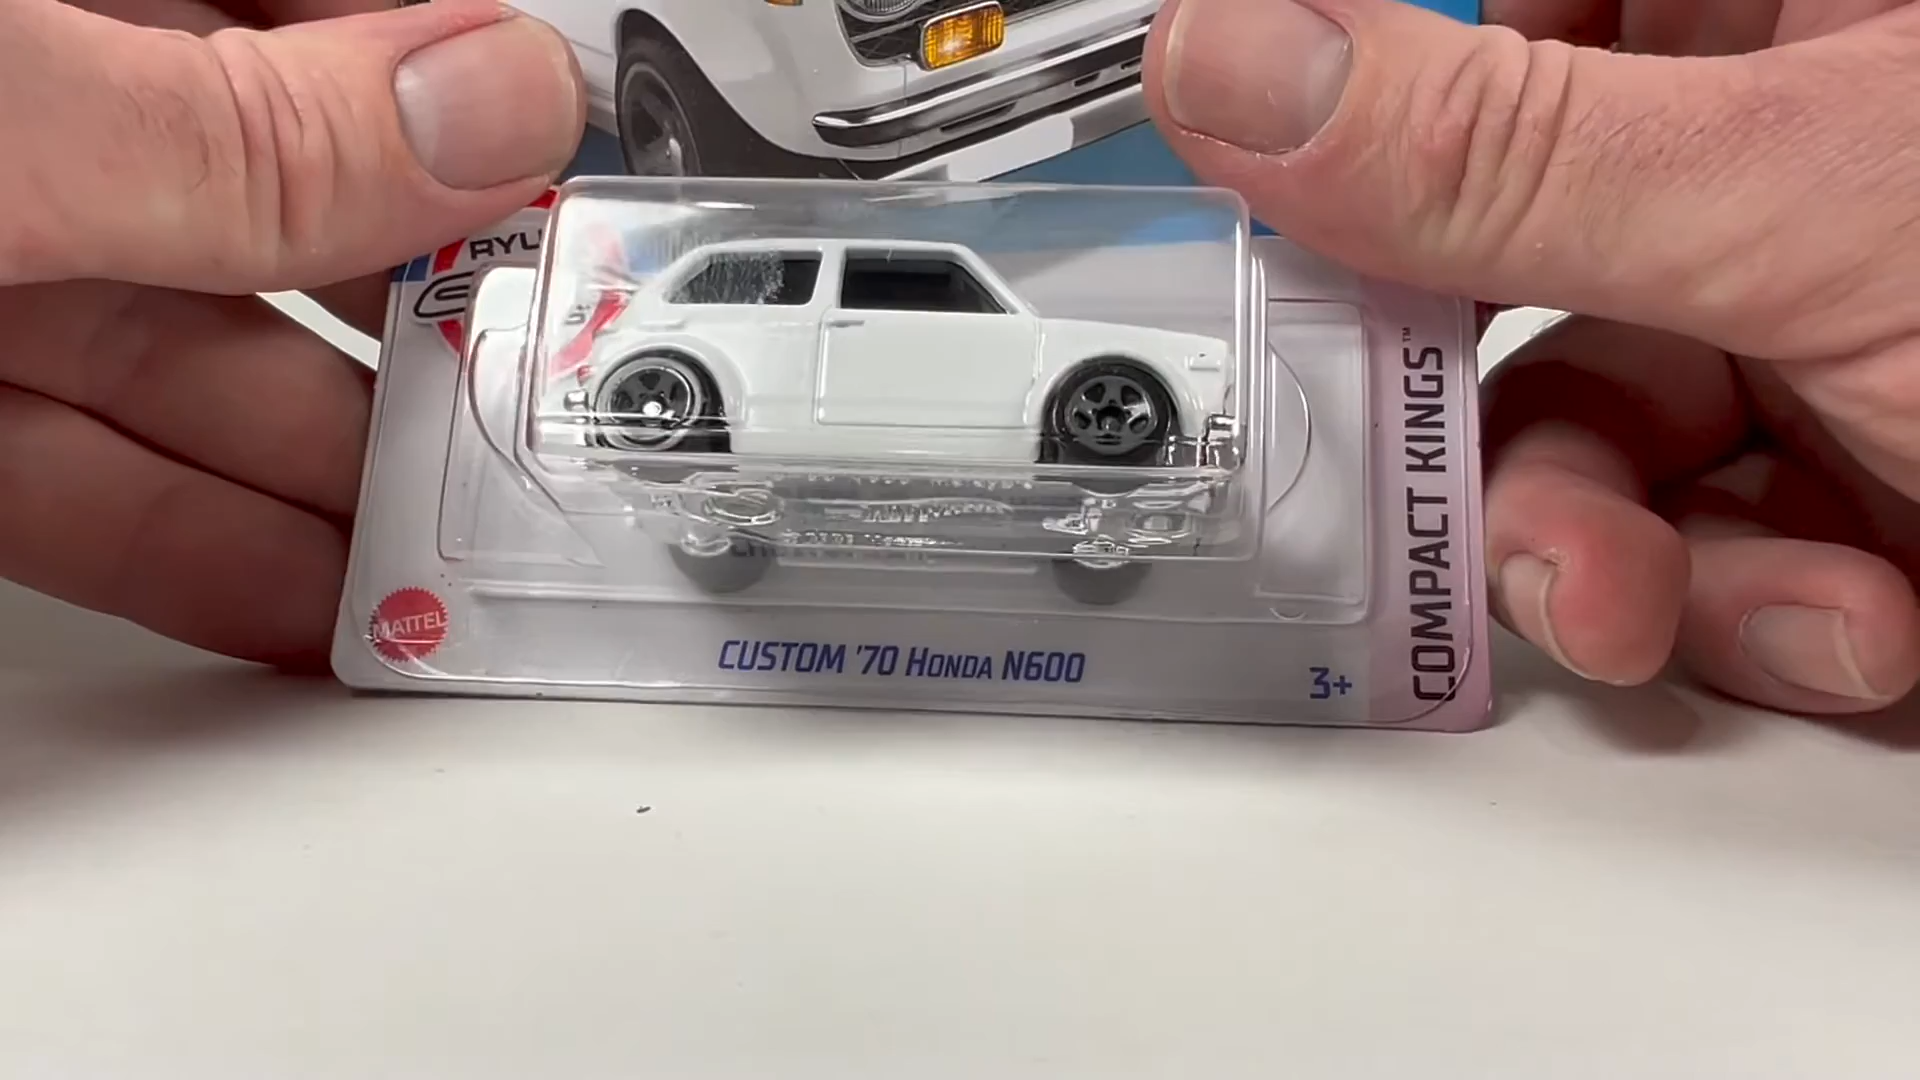 RYU
MATTEL
CUSTOM '70 HONDA N600
3+
COMPACT KINGS™